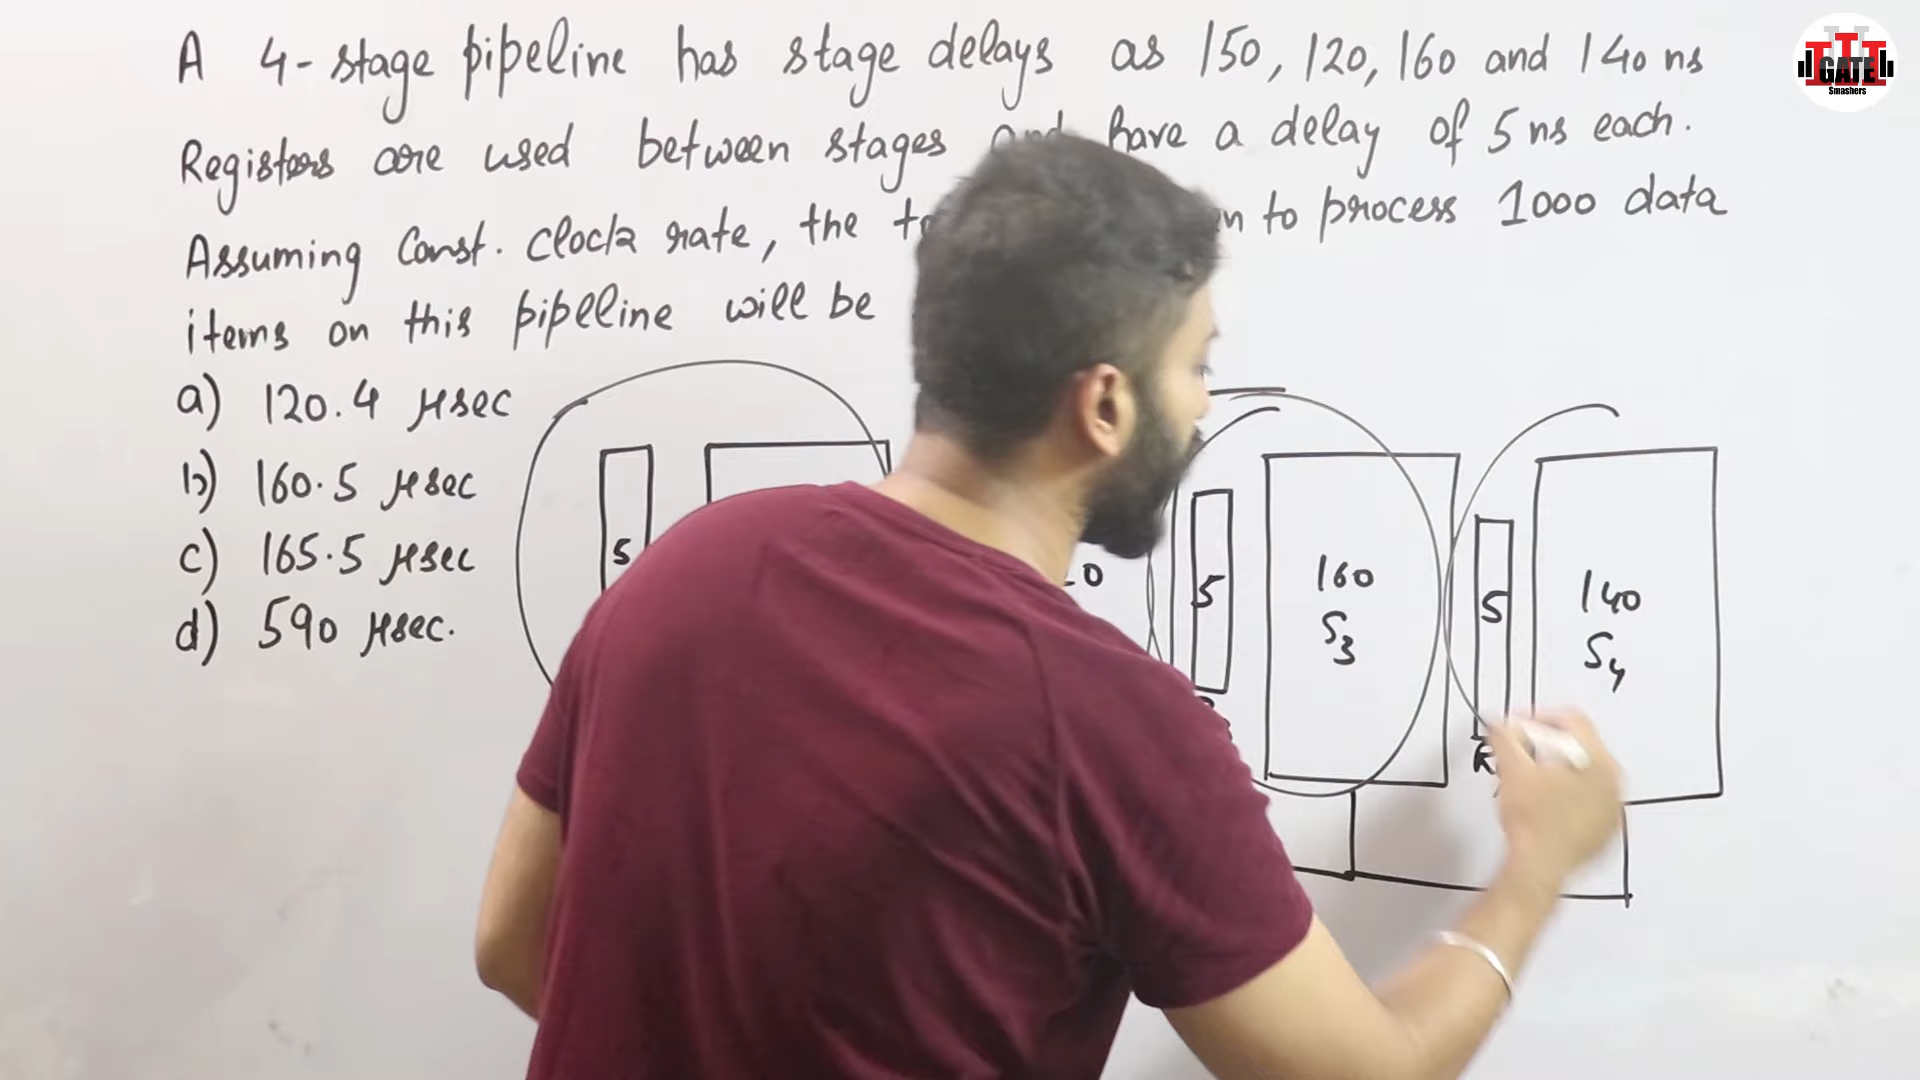 A 4-stage pipeline has stage delays as 150, 120, 160 and 140 ns
Registers are used between stages have a delay of 5 ns each.
Assuming Const. clock rate, the to process 1000 data
items on this pipeline will be
a) 120.4 μsec
b) 160.5 μsec
c) 165.5 μsec
d) 590 μsec.
5
5
160
S3
5
140
S4
GATE
Smashers